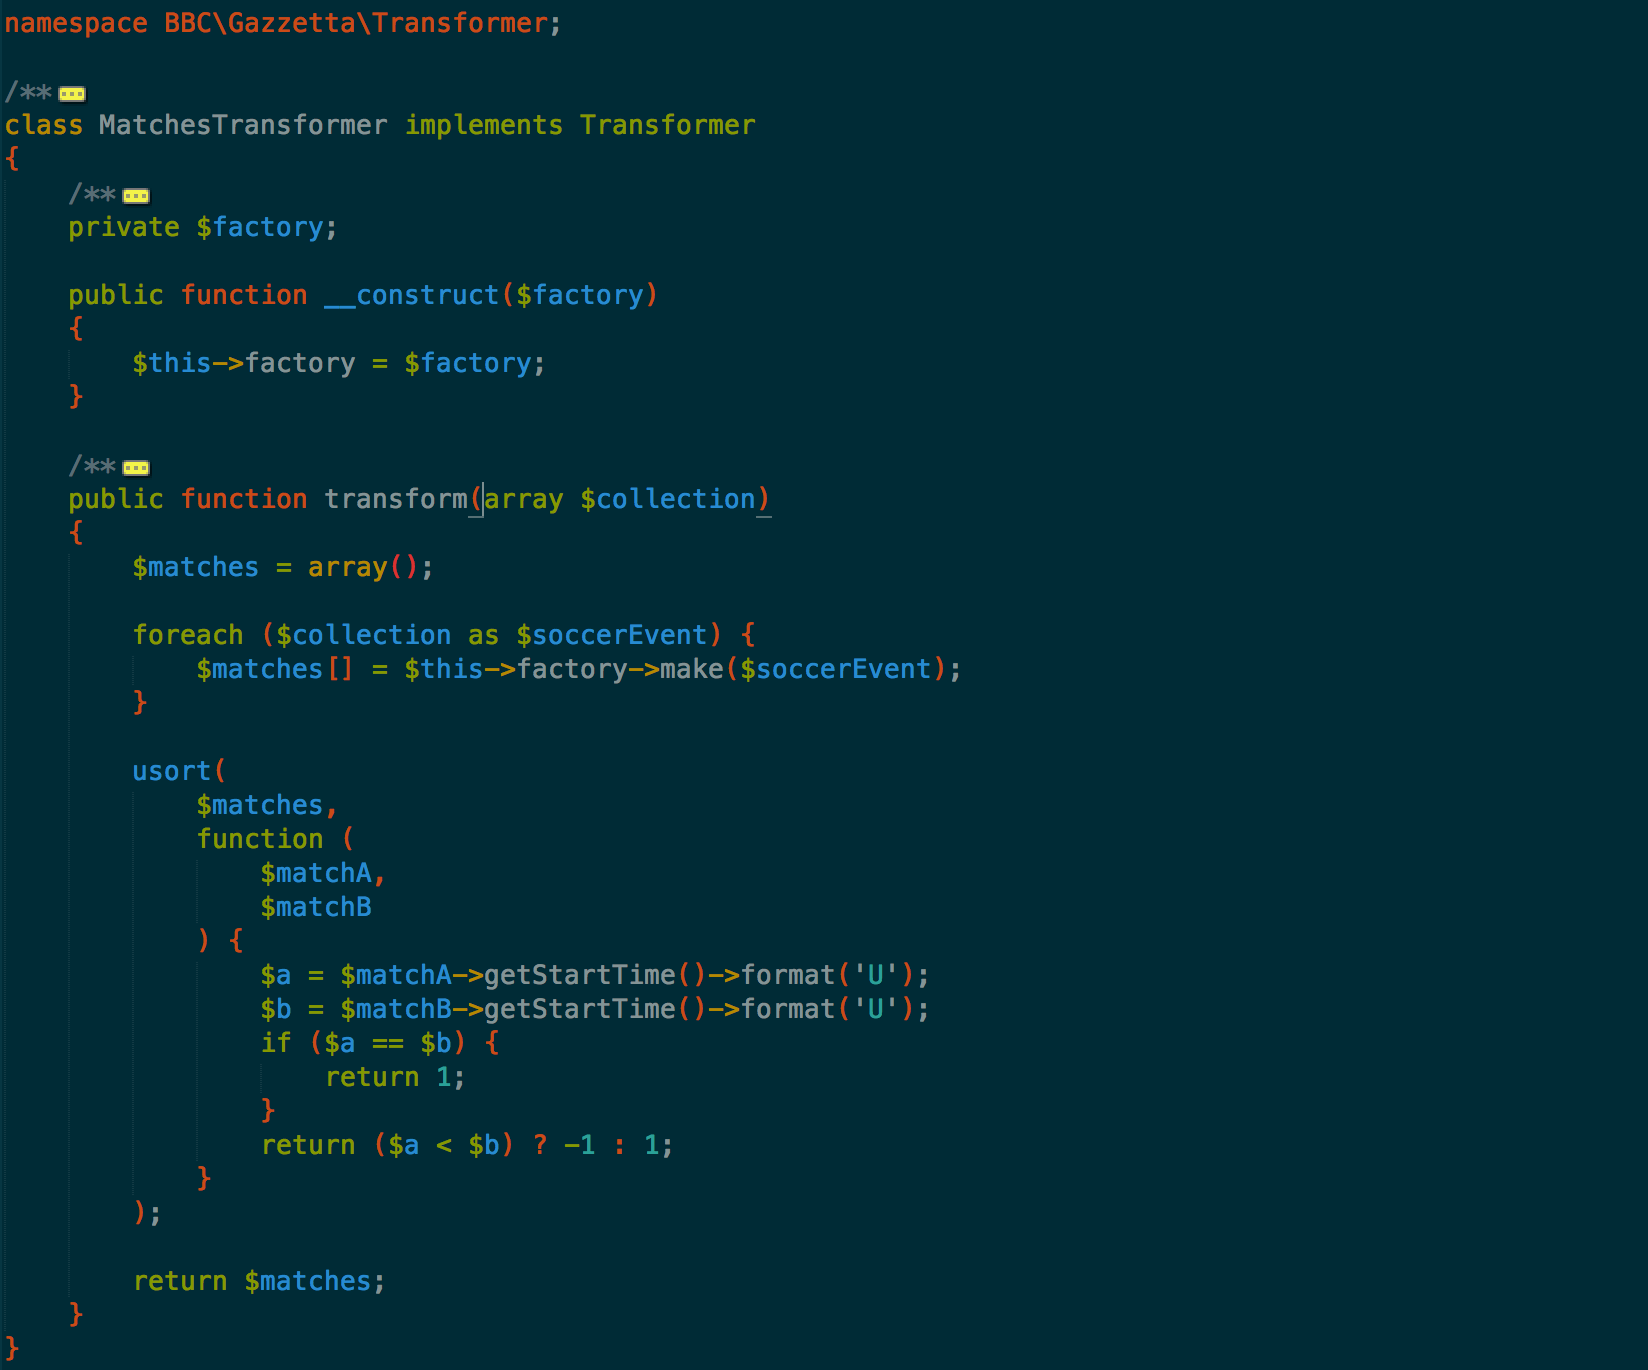 namespace BBC\Gazzetta\Transformer;
/**
class MatchesTransformer implements Transformer
{
/**
private $factory;
public function __construct($factory)
{
$this->factory = $factory;
}
/**
public function transform(array $collection)
{
$matches = array();
foreach ($collection as $soccerEvent) {
$matches[] = $this->factory->make($soccerEvent);
}
usort(
$matches,
function (
$matchA,
$matchB
) {
$a = $matchA->getStartTime()->format('U');
$b = $matchB->getStartTime()->format('U');
if ($a == $b) {
return 1;
}
return ($a < $b) ? -1 : 1;
}
);
return $matches;
}
}